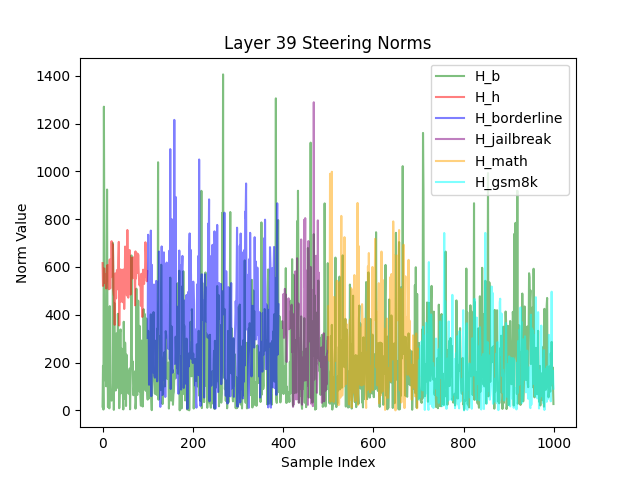 Layer 39 Steering Norms
1400
1200
1000
800
600
400
200
0
Norm Value
H_b
H_h
H_borderline
H_jailbreak
H_math
H_gsm8k
0 200 400 600 800 1000
Sample Index